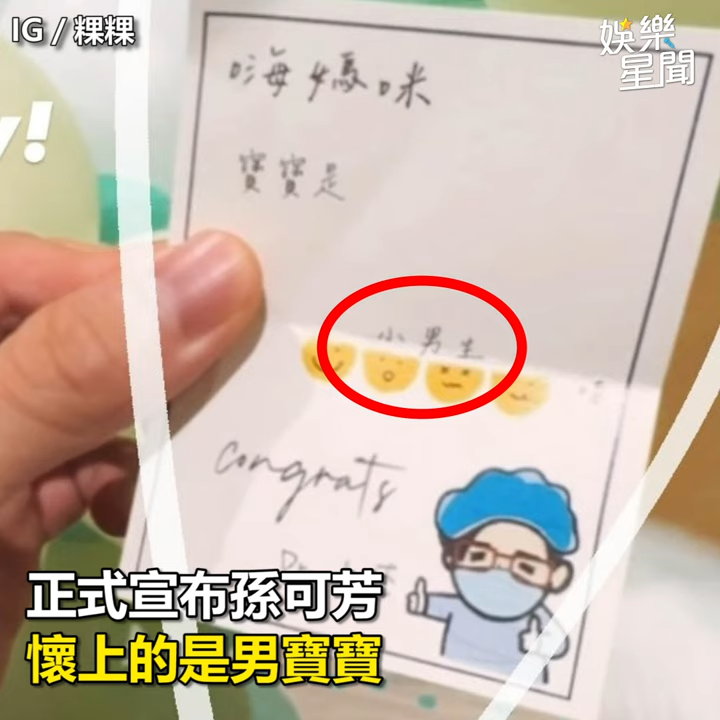 IG / 粿粿
娛樂
星聞
y!
嗨媽咪
寶寶是
小男生
congrats
正式宣布孫可芳
懷上的是男寶寶